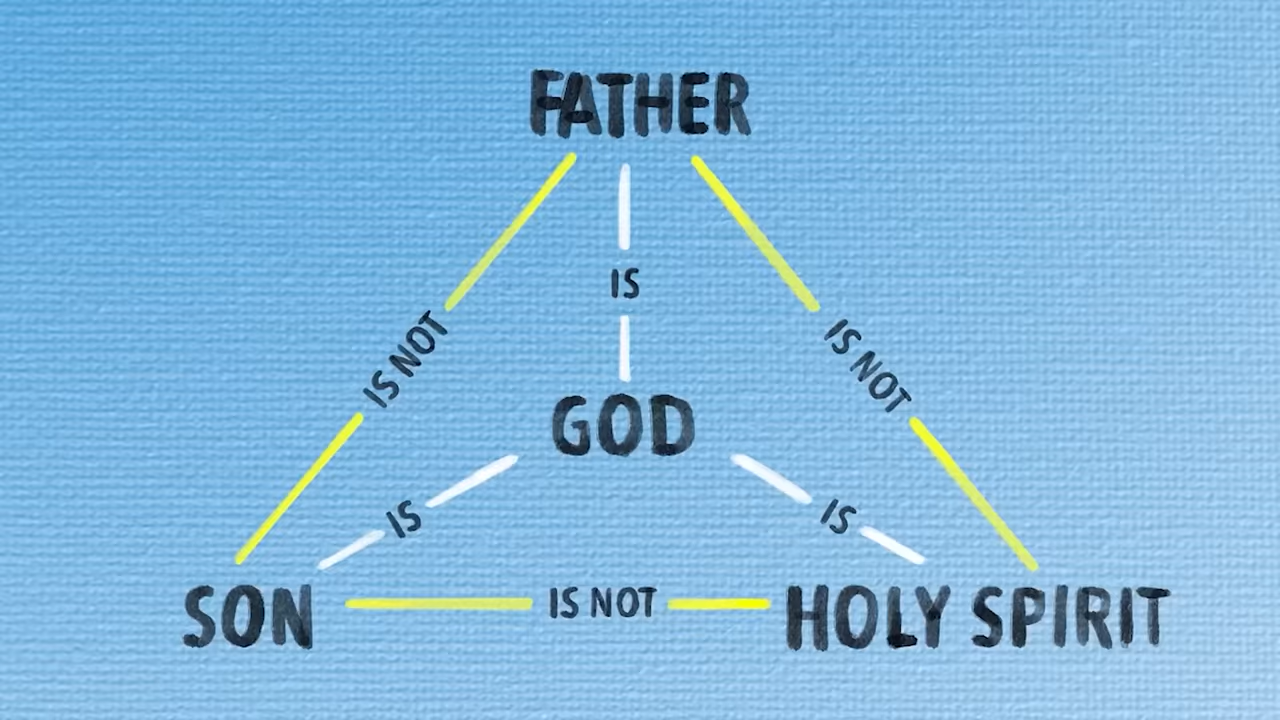 FATHER
IS
IS NOT
IS NOT
GOD
IS
IS
SON
IS NOT
HOLY SPIRIT